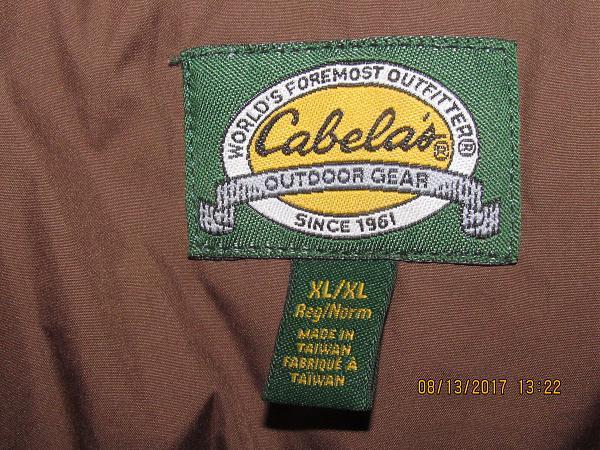 WORLD'S FOREMOST OUTFITTER®
Cabela's®
OUTDOOR GEAR
SINCE 1961
XL/XL
Reg/Norm
MADE IN
TAIWAN
FABRIQUÉ À
TAIWAN
08/13/2017 13:22